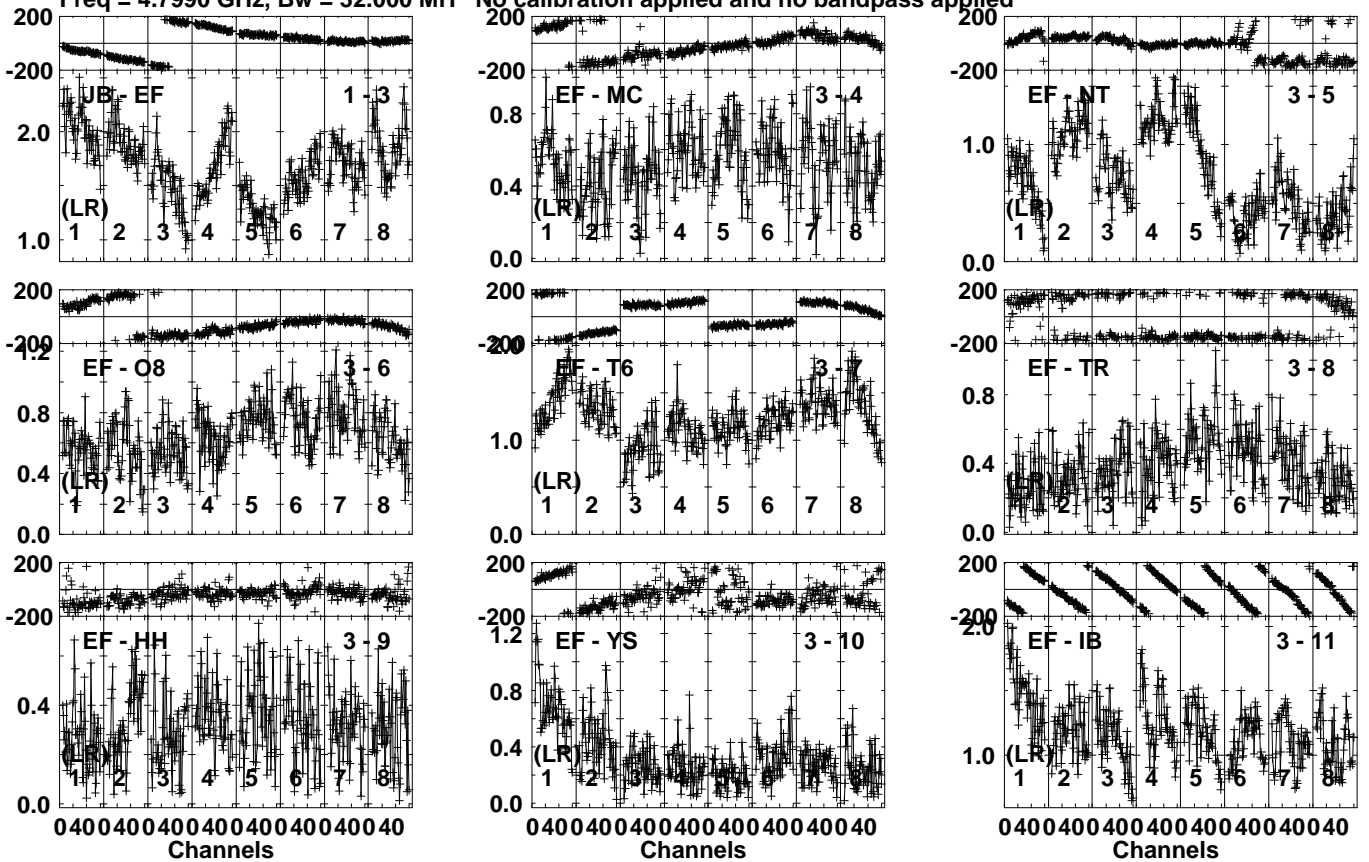 Freq = 4.7990 GHz, Bw = 32.000 MH No calibration applied and no bandpass applied
200
-200
JB - EF 1 - 3
2.0
(LR)
1 2 3 4 5 6 7 8
1.0
200
-200
EF - MC 3 - 4
0.8
0.4
(LR)
1 2 3 4 5 6 7 8
0.0
200
-200
EF - NT 3 - 5
1.0
(LR)
1 2 3 4 5 6 7 8
0.0
200
-200
1.2
EF - O8 3 - 6
0.8
0.4
(LR)
1 2 3 4 5 6 7 8
0.0
200
-200
2.0
EF - T6 3 - 7
1.0
(LR)
1 2 3 4 5 6 7 8
0.0
200
-200
EF - TR 3 - 8
0.8
0.4
(LR)
1 2 3 4 5 6 7 8
0.0
200
-200
EF - HH 3 - 9
0.4
(LR)
1 2 3 4 5 6 7 8
0.0
0 40 0 40 0 40 0 40 0 40 0 40 0 40 0 40
Channels
200
-200
1.2
EF - YS 3 - 10
0.8
0.4
(LR)
1 2 3 4 5 6 7 8
0.0
0 40 0 40 0 40 0 40 0 40 0 40 0 40 0 40
Channels
200
-200
2.0
EF - IB 3 - 11
1.0
(LR)
1 2 3 4 5 6 7 8
0 40 0 40 0 40 0 40 0 40 0 40 0 40 0 40
Channels